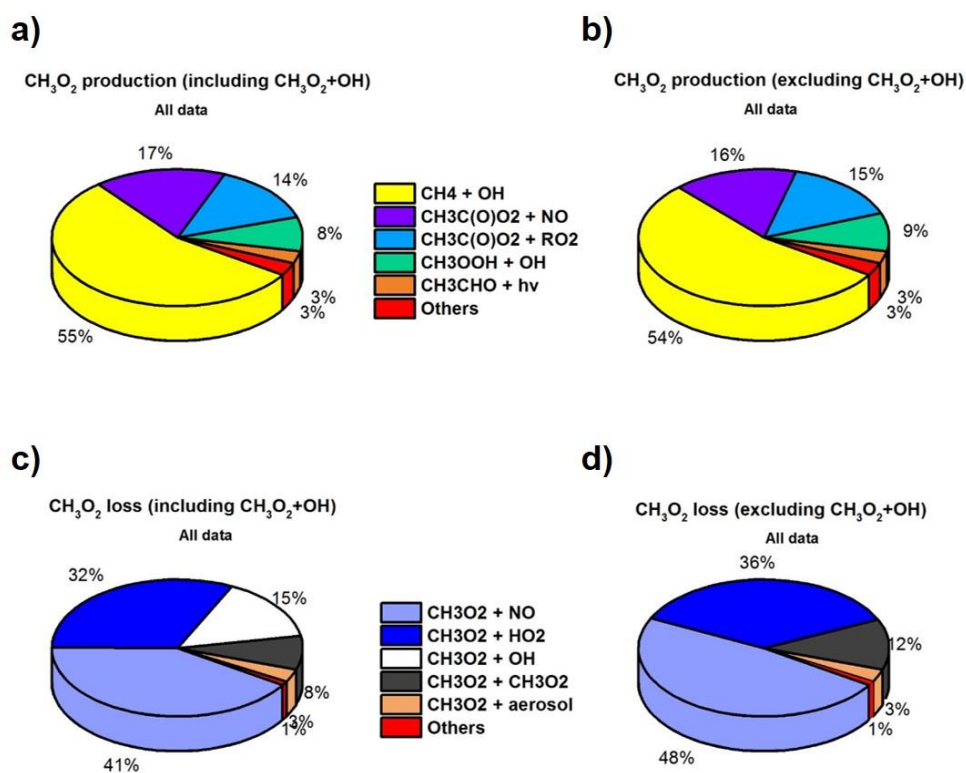 a)
CH₃O₂ production (including CH₃O₂+OH)
All data
17%
14%
8%
3%
3%
55%
CH4 + OH
CH3C(O)O2 + NO
CH3C(O)O2 + RO2
CH3OOH + OH
CH3CHO + hv
Others
b)
CH₃O₂ production (excluding CH₃O₂+OH)
All data
16%
15%
9%
3%
3%
54%
c)
CH₃O₂ loss (including CH₃O₂+OH)
All data
32%
15%
8%
3%
1%
41%
CH3O2 + NO
CH3O2 + HO2
CH3O2 + OH
CH3O2 + CH3O2
CH3O2 + aerosol
Others
d)
CH₃O₂ loss (excluding CH₃O₂+OH)
All data
36%
12%
3%
1%
48%